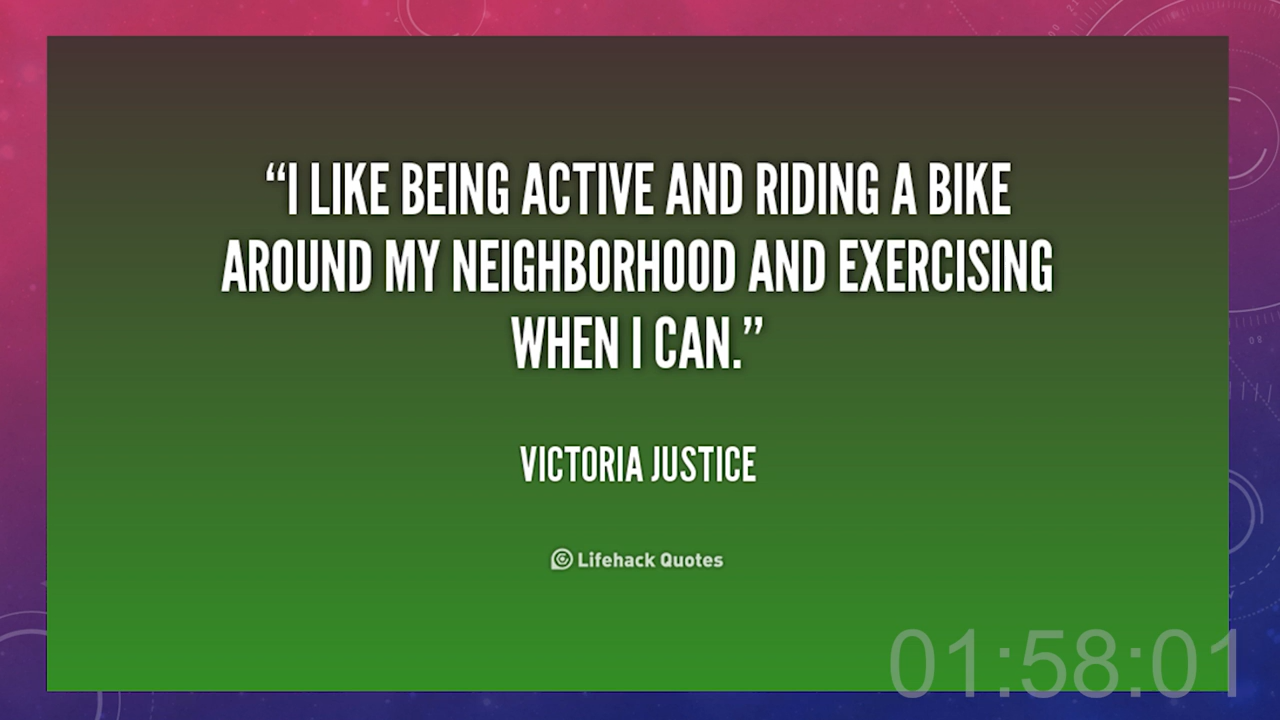 “I LIKE BEING ACTIVE AND RIDING A BIKE
AROUND MY NEIGHBORHOOD AND EXERCISING
WHEN I CAN.”
VICTORIA JUSTICE
Lifehack Quotes
01:58:01